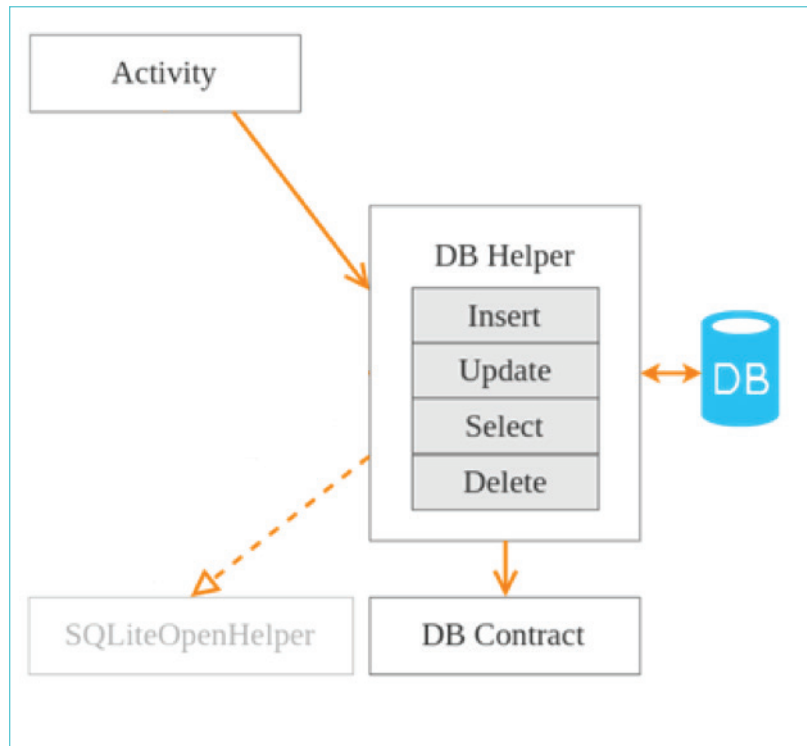 Activity
DB Helper
Insert
Update
DB
Select
Delete
SQLiteOpenHelper
DB Contract